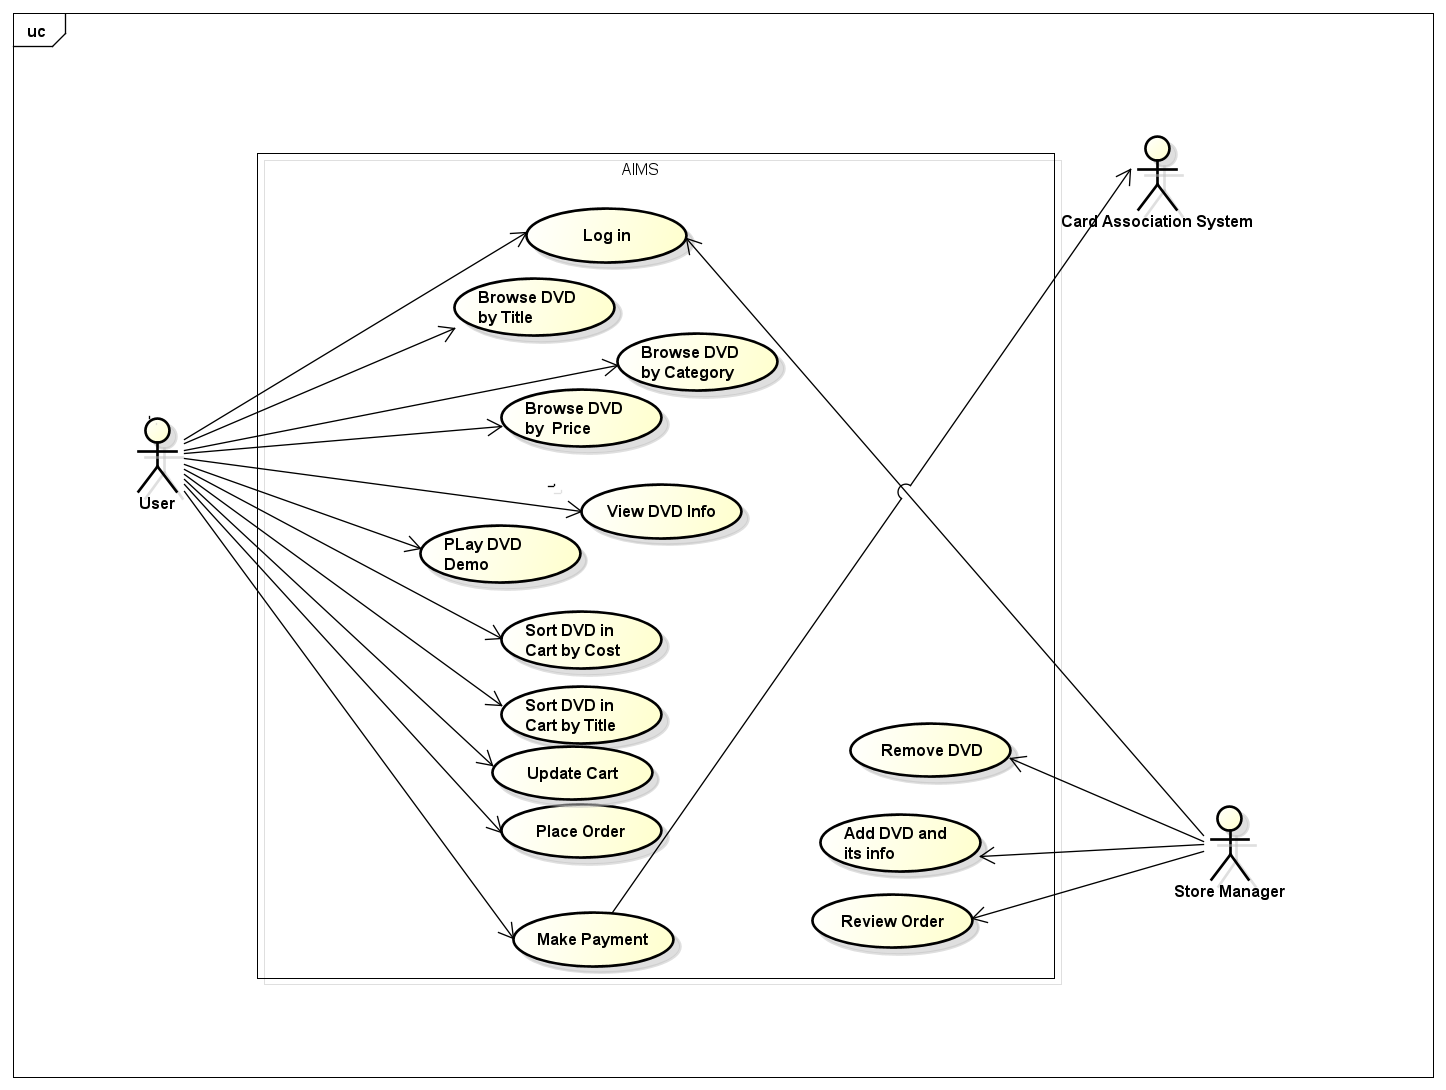 uc
AIMS
Card Association System
Log in
Browse DVD
by Title
Browse DVD
by Category
Browse DVD
by  Price
User
View DVD Info
PLay DVD
Demo
Sort DVD in
Cart by Cost
Sort DVD in
Cart by Title
Remove DVD
Update Cart
Place Order
Add DVD and
its info
Store Manager
Review Order
Make Payment